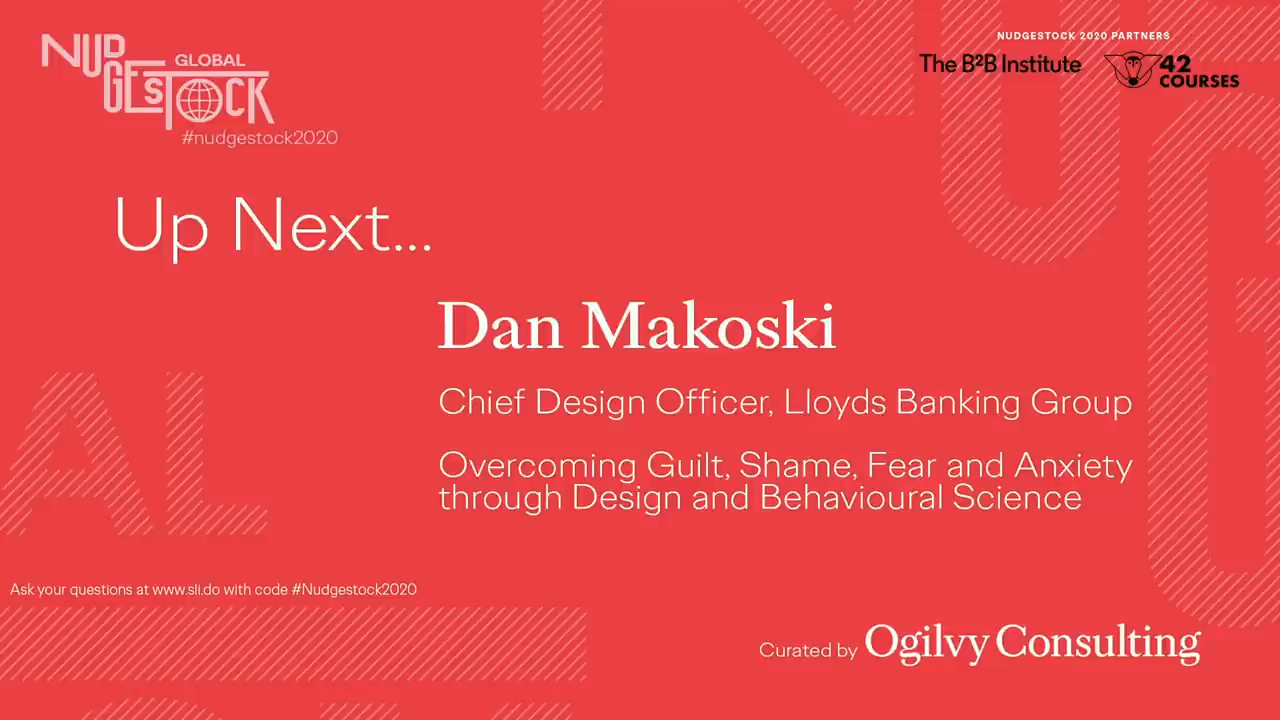 NUDGESTOCK
GLOBAL
#nudgestock2020
NUDGESTOCK 2020 PARTNERS
The B2B Institute
42 COURSES
Up Next...
Dan Makoski
Chief Design Officer, Lloyds Banking Group
Overcoming Guilt, Shame, Fear and Anxiety
through Design and Behavioural Science
AL
Ask your questions at www.sli.do with code #Nudgestock2020
Curated by Ogilvy Consulting